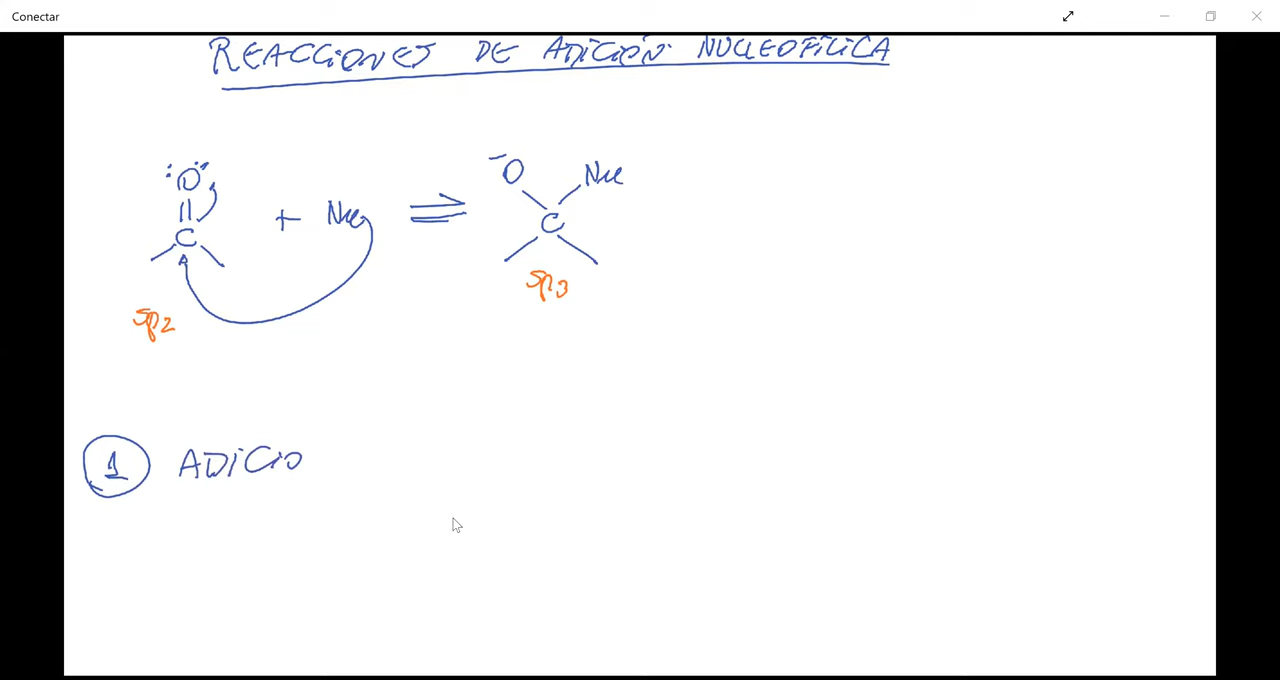 Conectar
REACCIONES DE ADICIÓN NUCLEOFÍLICA
:Ö
⁻O Nu
C + Nu ⇌ C
sp3
sp2
1 ADICIO